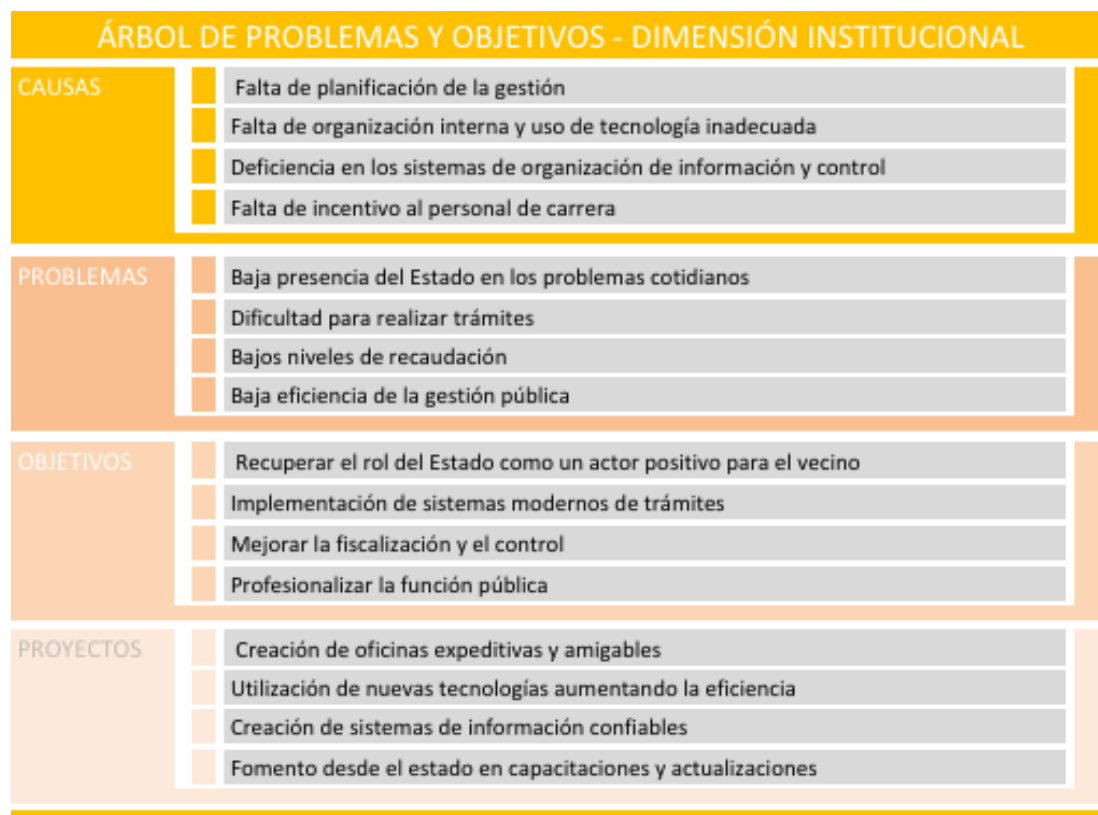 ÁRBOL DE PROBLEMAS Y OBJETIVOS - DIMENSIÓN INSTITUCIONAL
CAUSAS
Falta de planificación de la gestión
Falta de organización interna y uso de tecnología inadecuada
Deficiencia en los sistemas de organización de información y control
Falta de incentivo al personal de carrera
PROBLEMAS
Baja presencia del Estado en los problemas cotidianos
Dificultad para realizar trámites
Bajos niveles de recaudación
Baja eficiencia de la gestión pública
OBJETIVOS
Recuperar el rol del Estado como un actor positivo para el vecino
Implementación de sistemas modernos de trámites
Mejorar la fiscalización y el control
Profesionalizar la función pública
PROYECTOS
Creación de oficinas expeditivas y amigables
Utilización de nuevas tecnologías aumentando la eficiencia
Creación de sistemas de información confiables
Fomento desde el estado en capacitaciones y actualizaciones